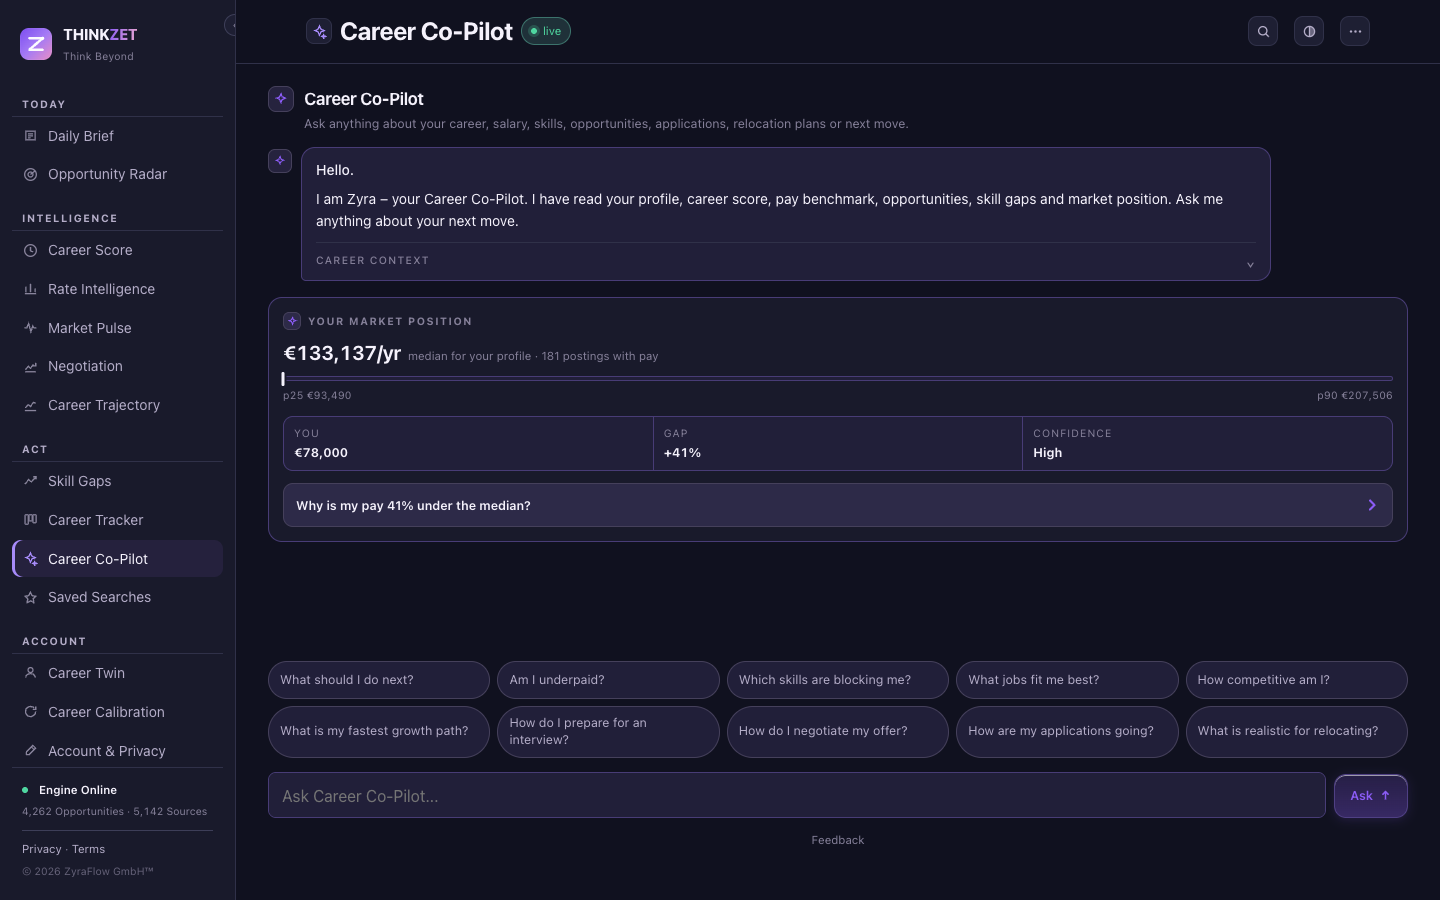 THINKZET
Think Beyond
TODAY
Daily Brief
Opportunity Radar
INTELLIGENCE
Career Score
Rate Intelligence
Market Pulse
Negotiation
Career Trajectory
ACT
Skill Gaps
Career Tracker
Career Co-Pilot
Saved Searches
ACCOUNT
Career Twin
Career Calibration
Account & Privacy
Engine Online
4,262 Opportunities · 5,142 Sources
Privacy · Terms
© 2026 ZyraFlow GmbH™
Career Co-Pilot
live
Career Co-Pilot
Ask anything about your career, salary, skills, opportunities, applications, relocation plans or next move.
Hello.
I am Zyra – your Career Co-Pilot. I have read your profile, career score, pay benchmark, opportunities, skill gaps and market position. Ask me
anything about your next move.
CAREER CONTEXT
YOUR MARKET POSITION
€133,137/yr median for your profile · 181 postings with pay
p25 €93,490
p90 €207,506
YOU
€78,000
GAP
+41%
CONFIDENCE
High
Why is my pay 41% under the median?
What should I do next?
Am I underpaid?
Which skills are blocking me?
What jobs fit me best?
How competitive am I?
What is my fastest growth path?
How do I prepare for an
interview?
How do I negotiate my offer?
How are my applications going?
What is realistic for relocating?
Ask Career Co-Pilot...
Ask ↑
Feedback